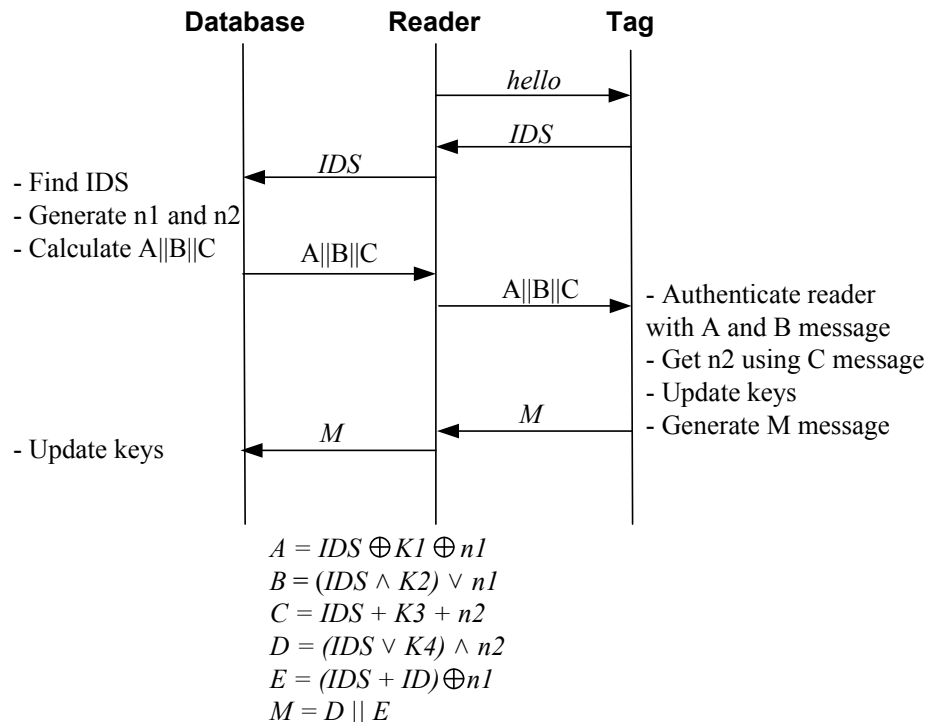 Database Reader Tag
hello
IDS
IDS
- Find IDS
- Generate n1 and n2
- Calculate A||B||C
A||B||C
A||B||C
- Authenticate reader
with A and B message
- Get n2 using C message
- Update keys
- Generate M message
M
M
- Update keys
A = IDS ⊕ K1 ⊕ n1
B = (IDS ∧ K2) ∨ n1
C = IDS + K3 + n2
D = (IDS ∨ K4) ∧ n2
E = (IDS + ID) ⊕ n1
M = D || E